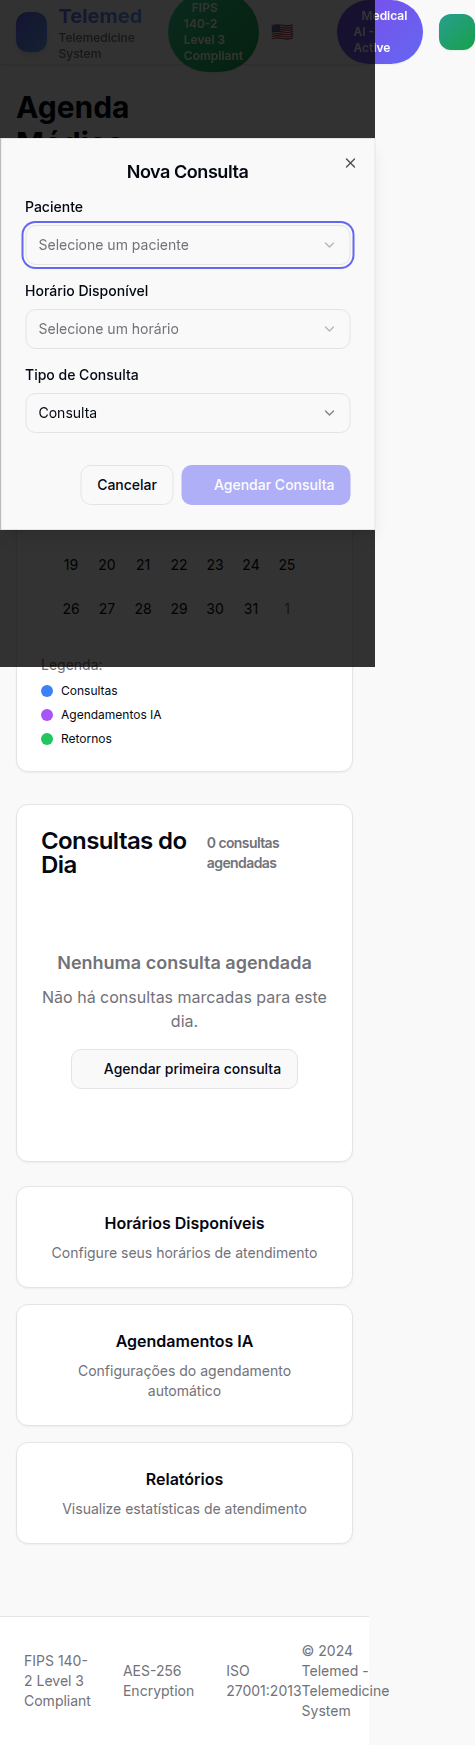 Telemed
Telemedicine
System
FIPS
140-2
Level 3
Compliant
Medical
AI -
Active
Agenda
Médica
Nova Consulta
Paciente
Selecione um paciente
Horário Disponível
Selecione um horário
Tipo de Consulta
Consulta
Cancelar
Agendar Consulta
19 20 21 22 23 24 25
26 27 28 29 30 31 1
Legenda:
Consultas
Agendamentos IA
Retornos
Consultas do
Dia
0 consultas
agendadas
Nenhuma consulta agendada
Não há consultas marcadas para este
dia.
Agendar primeira consulta
Horários Disponíveis
Configure seus horários de atendimento
Agendamentos IA
Configurações do agendamento
automático
Relatórios
Visualize estatísticas de atendimento
FIPS 140-
2 Level 3
Compliant
AES-256
Encryption
ISO
27001:2013
© 2024
Telemed -
Telemedicine
System